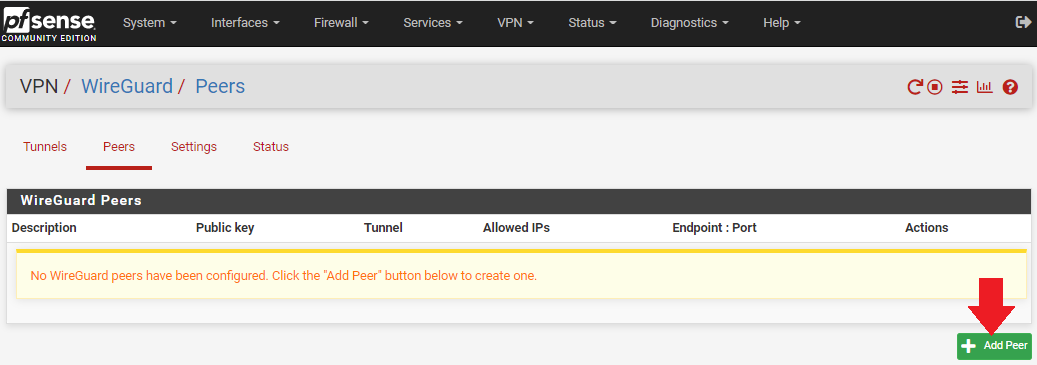 pfsense System Interfaces Firewall Services VPN Status Diagnostics Help
COMMUNITY EDITION
VPN / WireGuard / Peers
Tunnels Peers Settings Status
WireGuard Peers
Description Public key Tunnel Allowed IPs Endpoint : Port Actions
No WireGuard peers have been configured. Click the "Add Peer" button below to create one.
Add Peer